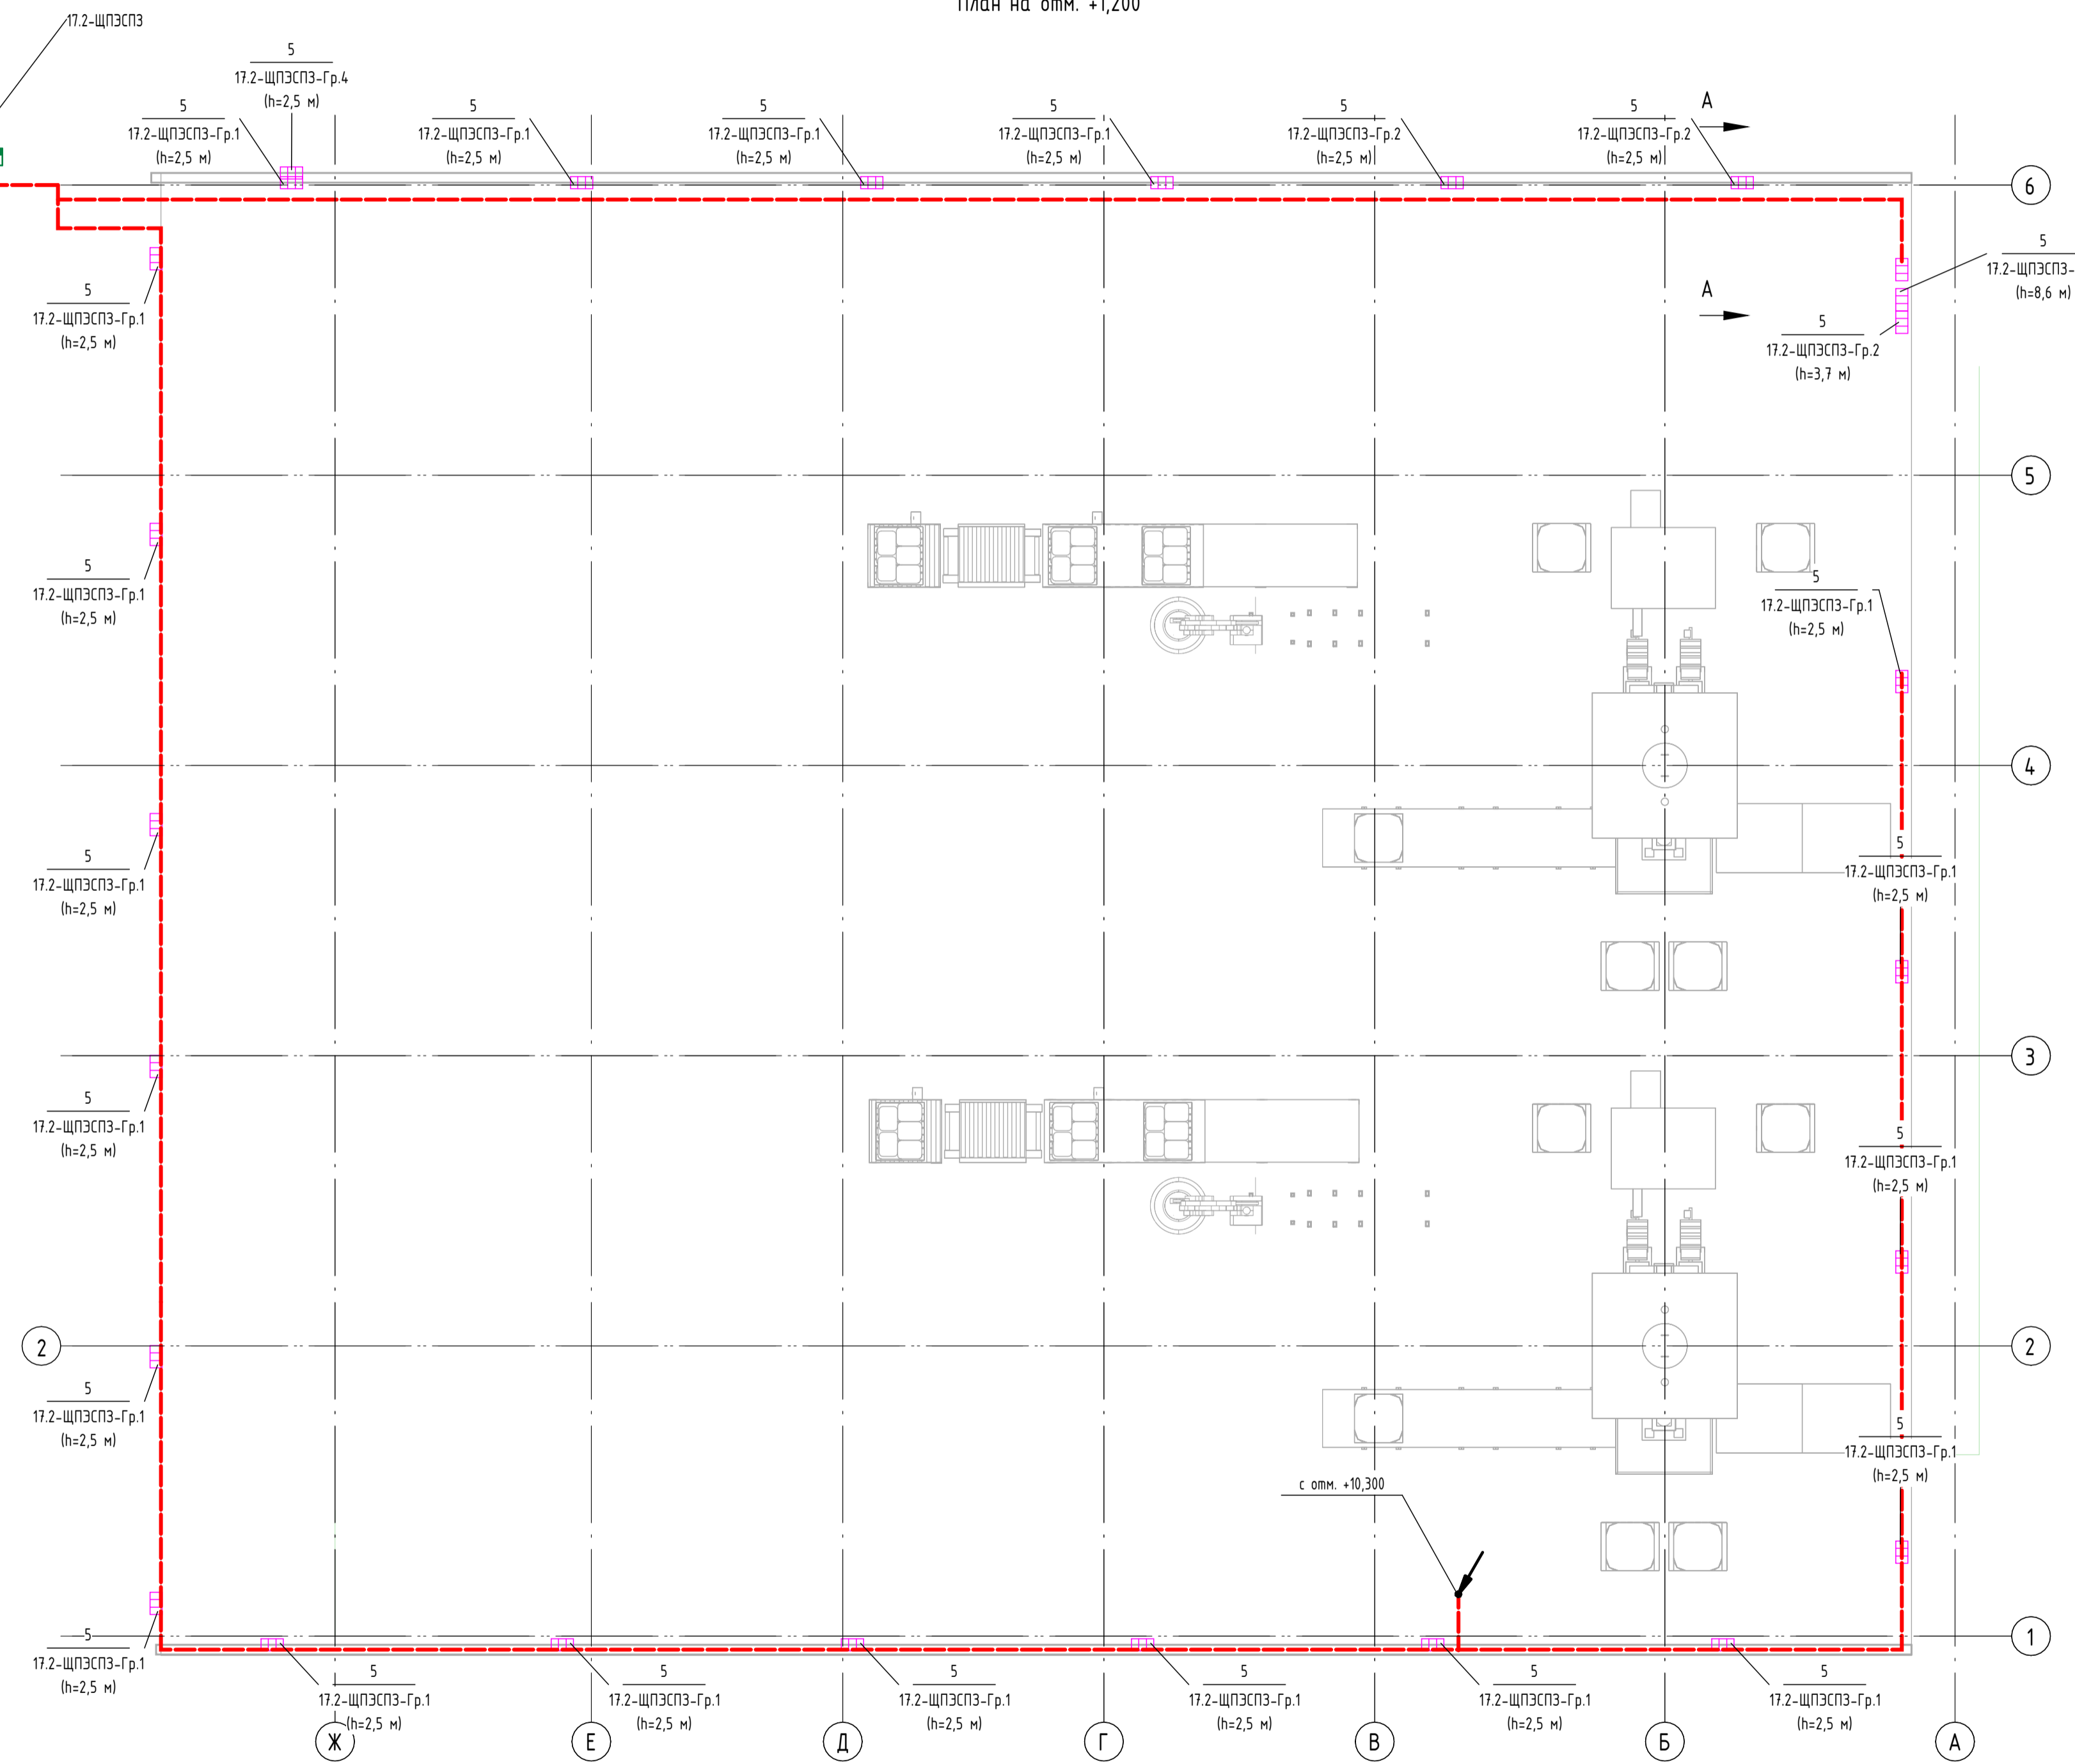 План на отм. +1,200
17.2-ЩПЭСПЗ
5
17.2-ЩПЭСПЗ-Гр.4
(h=2,5 м)
5
17.2-ЩПЭСПЗ-Гр.1
(h=2,5 м)
5
17.2-ЩПЭСПЗ-Гр.1
(h=2,5 м)
5
17.2-ЩПЭСПЗ-Гр.1
(h=2,5 м)
5
17.2-ЩПЭСПЗ-Гр.1
(h=2,5 м)
5
17.2-ЩПЭСПЗ-Гр.2
(h=2,5 м)
5
17.2-ЩПЭСПЗ-Гр.2
(h=2,5 м)
А
6
5
17.2-ЩПЭСПЗ-
(h=8,6 м)
А
5
17.2-ЩПЭСПЗ-Гр.2
(h=3,7 м)
5
17.2-ЩПЭСПЗ-Гр.1
(h=2,5 м)
5
5
17.2-ЩПЭСПЗ-Гр.1
(h=2,5 м)
5
17.2-ЩПЭСПЗ-Гр.1
(h=2,5 м)
4
5
17.2-ЩПЭСПЗ-Гр.1
(h=2,5 м)
5
17.2-ЩПЭСПЗ-Гр.1
(h=2,5 м)
3
5
17.2-ЩПЭСПЗ-Гр.1
(h=2,5 м)
5
17.2-ЩПЭСПЗ-Гр.1
(h=2,5 м)
2
2
5
17.2-ЩПЭСПЗ-Гр.1
(h=2,5 м)
5
17.2-ЩПЭСПЗ-Гр.1
(h=2,5 м)
с отм. +10,300
1
5
17.2-ЩПЭСПЗ-Гр.1
(h=2,5 м)
5
17.2-ЩПЭСПЗ-Гр.1
(h=2,5 м)
5
17.2-ЩПЭСПЗ-Гр.1
(h=2,5 м)
5
17.2-ЩПЭСПЗ-Гр.1
(h=2,5 м)
5
17.2-ЩПЭСПЗ-Гр.1
(h=2,5 м)
5
17.2-ЩПЭСПЗ-Гр.1
(h=2,5 м)
5
17.2-ЩПЭСПЗ-Гр.1
(h=2,5 м)
Ж
Е
Д
Г
В
Б
А